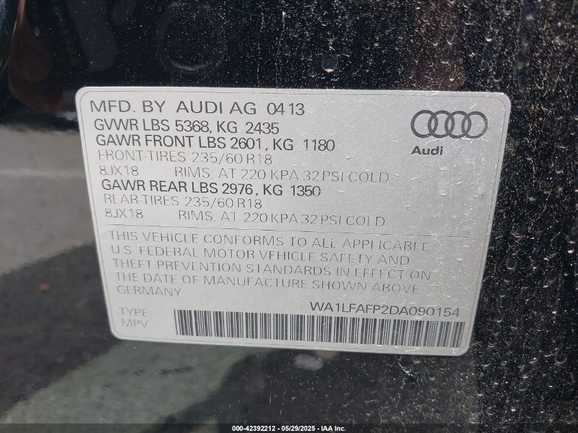 MFD. BY AUDI AG 0413
GVWR LBS 5368, KG 2435
GAWR FRONT LBS 2601, KG 1180
FRONT-TIRES 235/60 R18
8JX18 RIMS, AT 220 KPA 32 PSI COLD
GAWR REAR LBS 2976, KG 1350
REAR-TIRES 235/60 R18
8JX18 RIMS, AT 220 KPA 32 PSI COLD
Audi
THIS VEHICLE CONFORMS TO ALL APPLICABLE
U.S. FEDERAL MOTOR VEHICLE SAFETY AND
THEFT PREVENTION STANDARDS IN EFFECT ON
THE DATE OF MANUFACTURE SHOWN ABOVE
WA1LFAFP2DA090154
TYPE
MPV
000-42392212 - 05/29/2025 - IAA Inc.